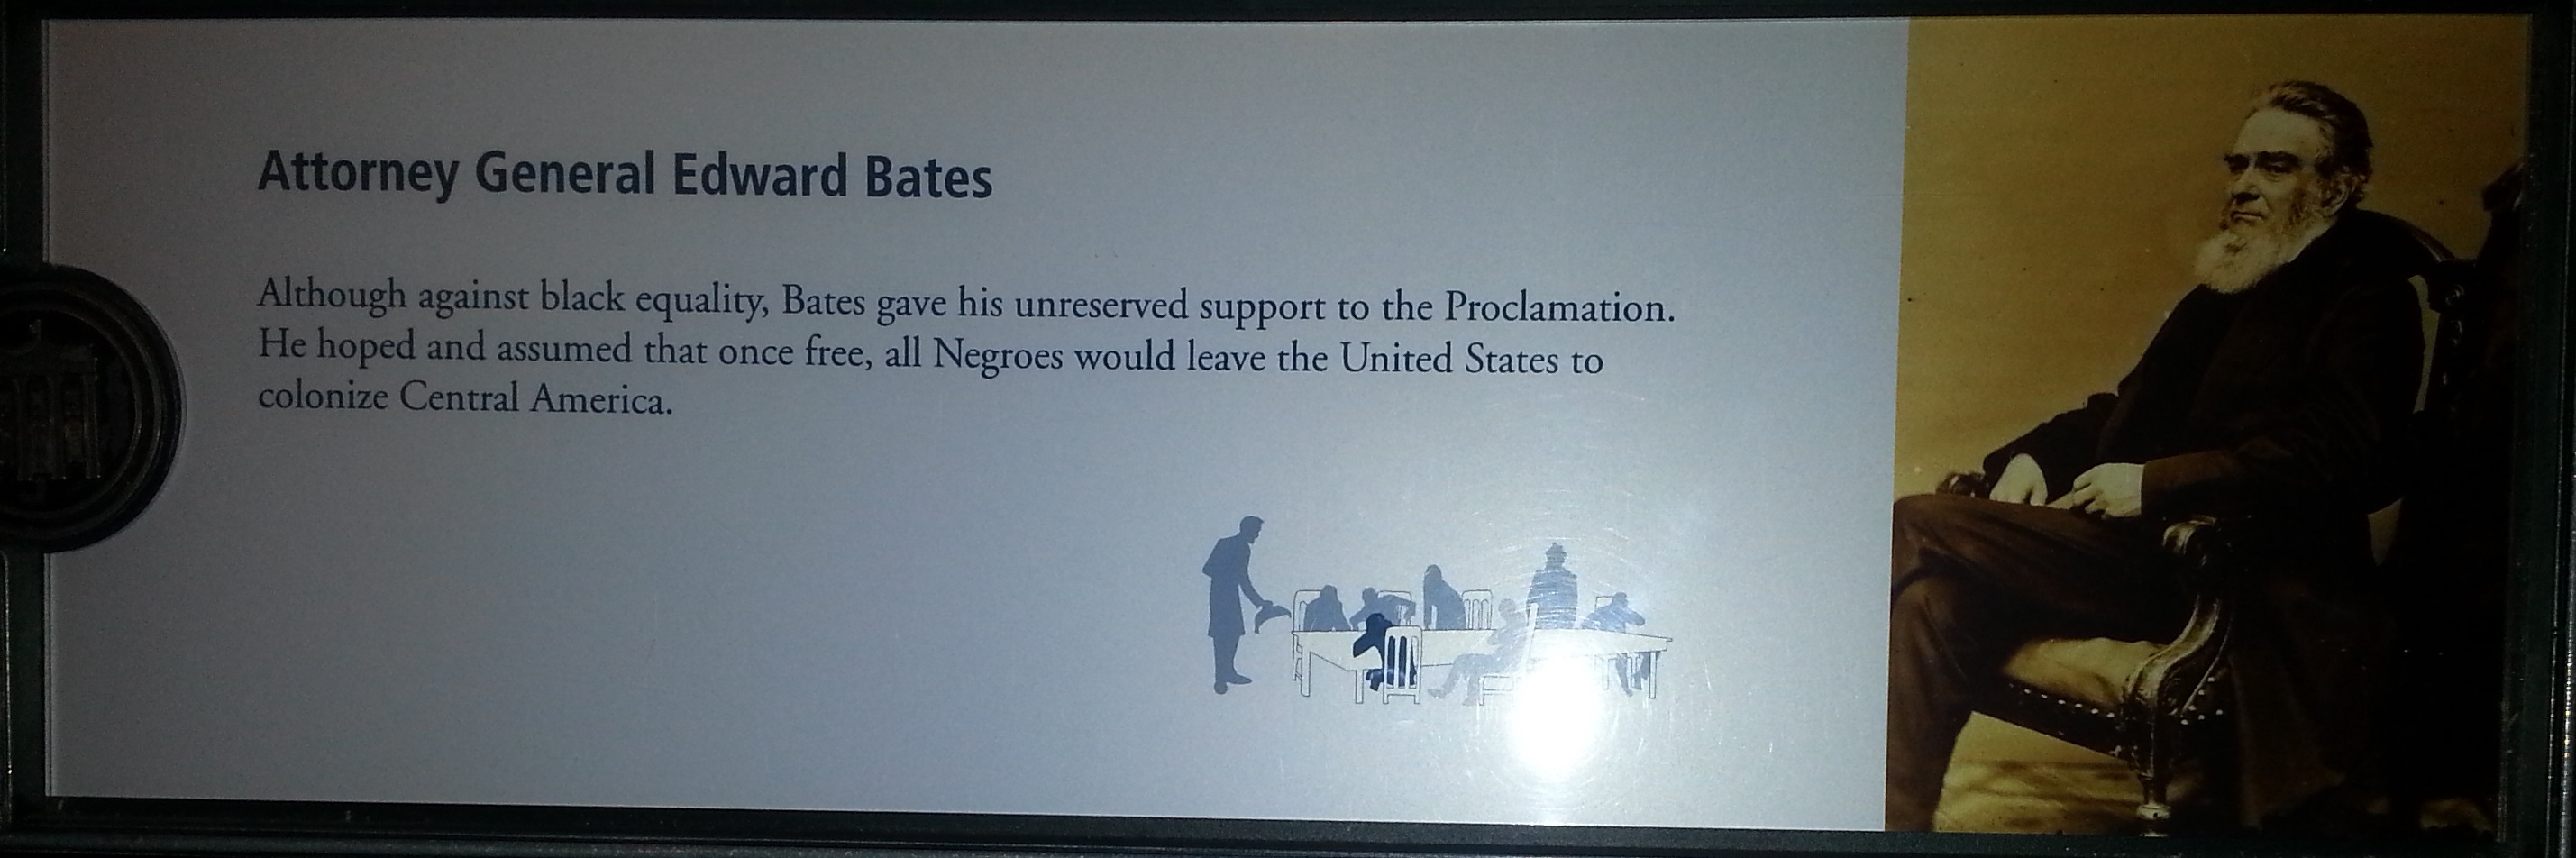 Attorney General Edward Bates
Although against black equality, Bates gave his unreserved support to the Proclamation.
He hoped and assumed that once free, all Negroes would leave the United States to
colonize Central America.